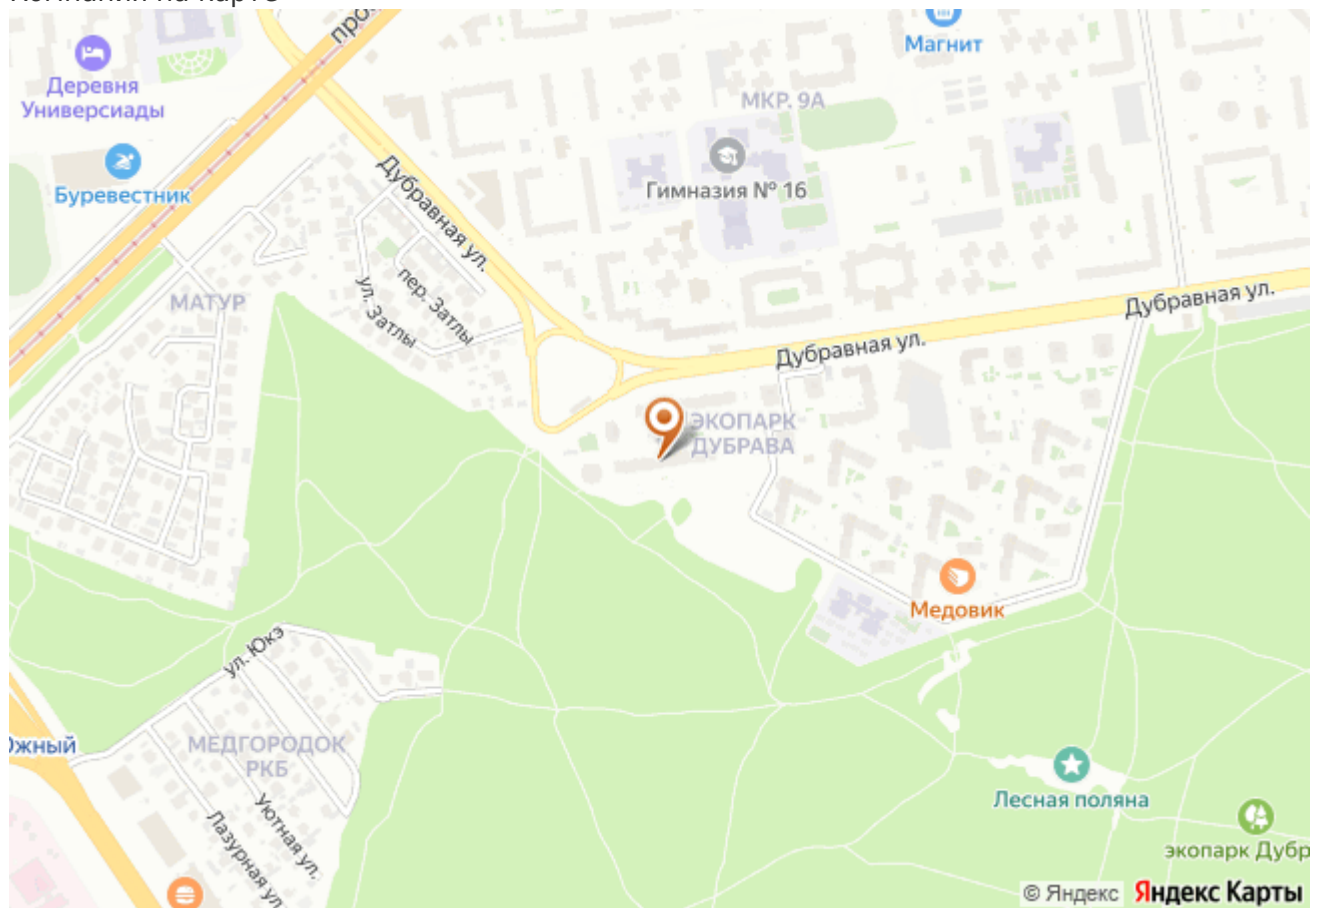 про
Магнит
Деревня
Универсиады
МКР. 9А
Буревестник
Гимназия № 16
Дубравная ул.
пер. Затлы
ул. Затлы
МАТУР
Дубравная ул.
Дубравная ул.
ЭКОПАРК
ДУБРАВА
Медовик
ул. Юкэ
Южный
МЕДГОРОДОК
РКБ
Уютная ул.
Лазурная ул.
Лесная поляна
экопарк Дубр
© Яндекс Яндекс Карты